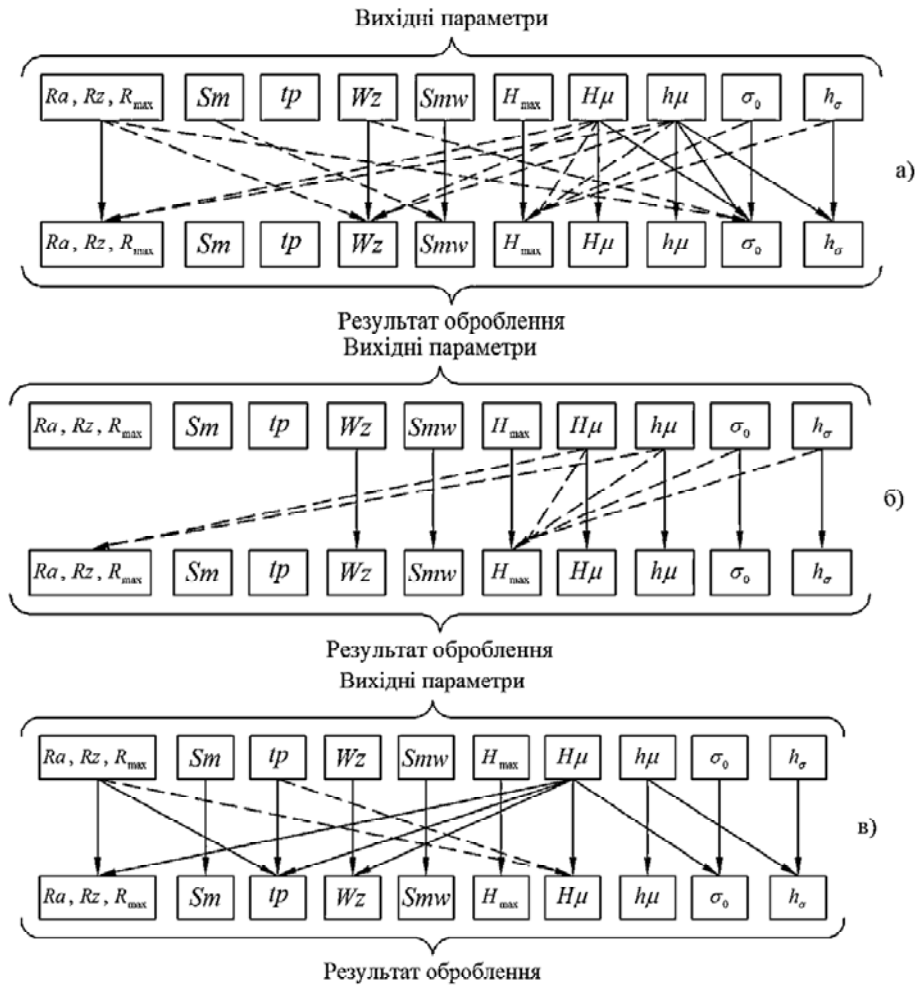 Вихідні параметри
Ra, Rz, Rmax Sm tp Wz Smw Hmax Hμ hμ σ0 hσ
а)
Ra, Rz, Rmax Sm tp Wz Smw Hmax Hμ hμ σ0 hσ
Результат оброблення
Вихідні параметри
Ra, Rz, Rmax Sm tp Wz Smw Hmax Hμ hμ σ0 hσ
б)
Ra, Rz, Rmax Sm tp Wz Smw Hmax Hμ hμ σ0 hσ
Результат оброблення
Вихідні параметри
Ra, Rz, Rmax Sm tp Wz Smw Hmax Hμ hμ σ0 hσ
в)
Ra, Rz, Rmax Sm tp Wz Smw Hmax Hμ hμ σ0 hσ
Результат оброблення